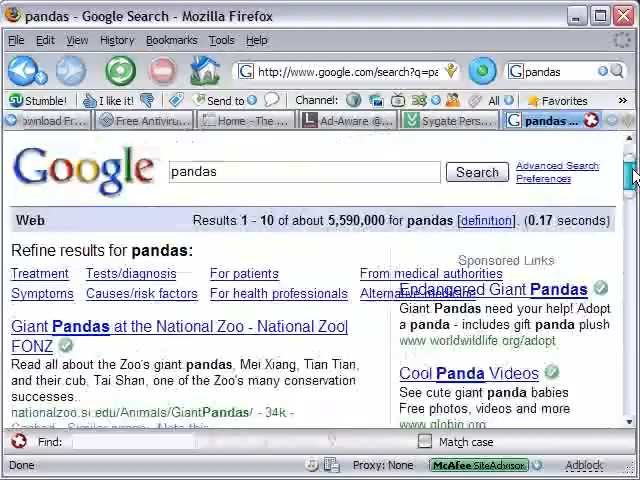 pandas - Google Search - Mozilla Firefox
File Edit View History Bookmarks Tools Help
http://www.google.com/search?q=pa
pandas
Stumble! I like it! Send to Channel: All Favorites »
ownload Fr... Free Antiviru... Home - The ... Ad-Aware @... Sygate Pers... pandas ...
Google
pandas
Search
Advanced Search
Preferences
Web Results 1 - 10 of about 5,590,000 for pandas [definition]. (0.17 seconds)
Refine results for pandas:
Treatment Tests/diagnosis For patients From medical authorities
Symptoms Causes/risk factors For health professionals Alternative medicine
Sponsored Links
Endangered Giant Pandas
Giant Pandas need your help! Adopt
a panda - includes gift panda plush
www.worldwildlife.org/adopt
Cool Panda Videos
See cute giant panda babies
Free photos, videos and more
www.globio.org
Giant Pandas at the National Zoo - National Zoo|
FONZ
Read all about the Zoo's giant pandas, Mei Xiang, Tian Tian,
and their cub, Tai Shan, one of the Zoo's many conservation
successes.
nationalzoo.si.edu/Animals/GiantPandas/ - 34k -
Find: Match case
Done Proxy: None McAfee SiteAdvisor Adblock